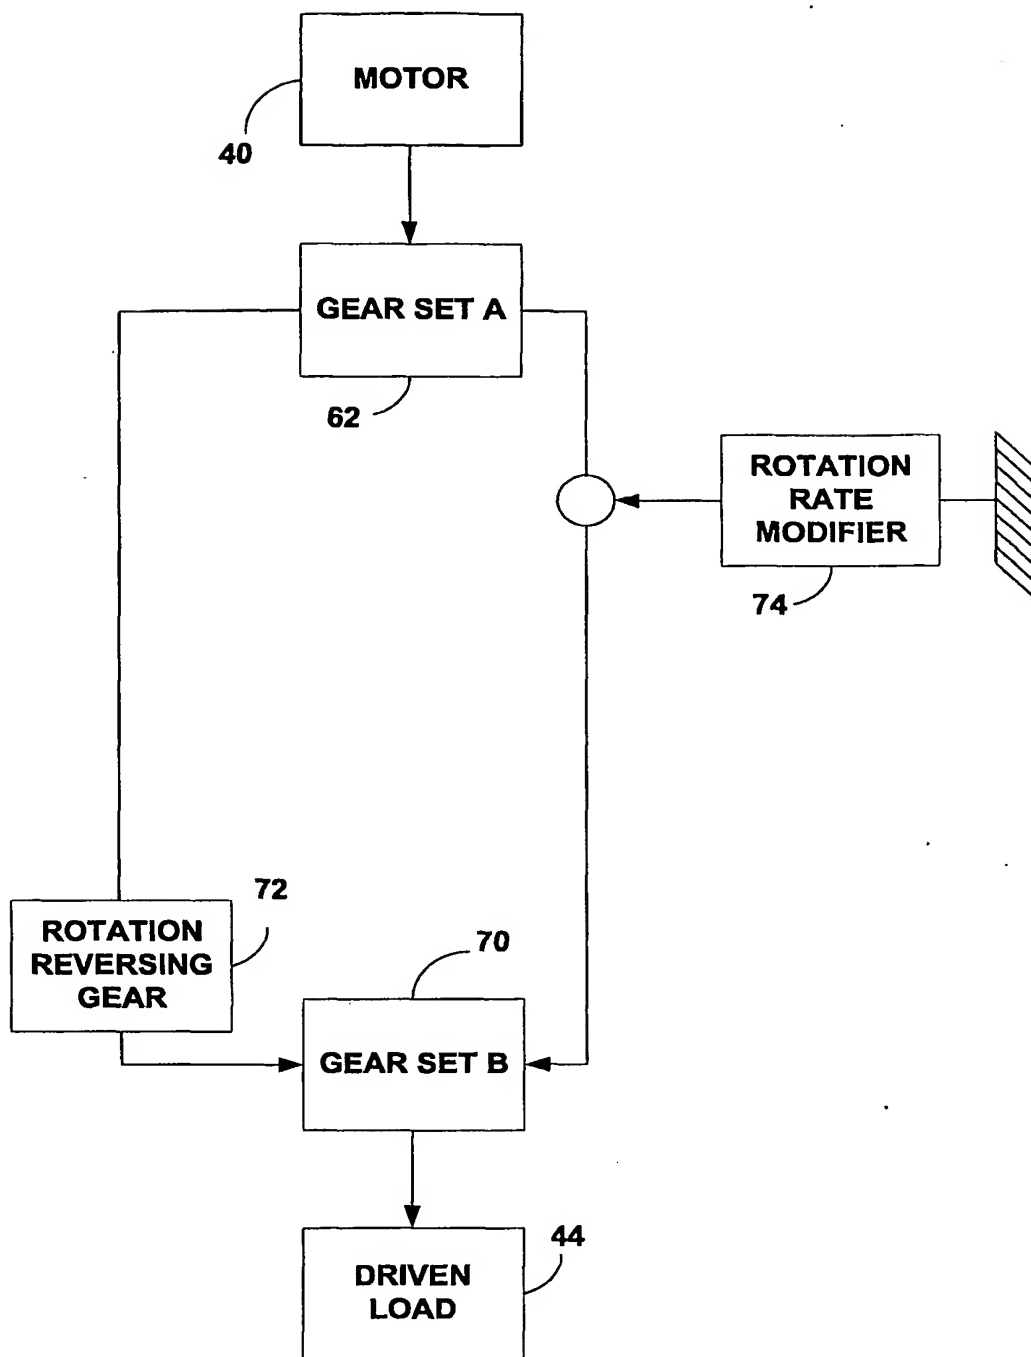 MOTOR
40
GEAR SET A
62
ROTATION
RATE
MODIFIER
74
72
ROTATION
REVERSING
GEAR
70
GEAR SET B
44
DRIVEN
LOAD